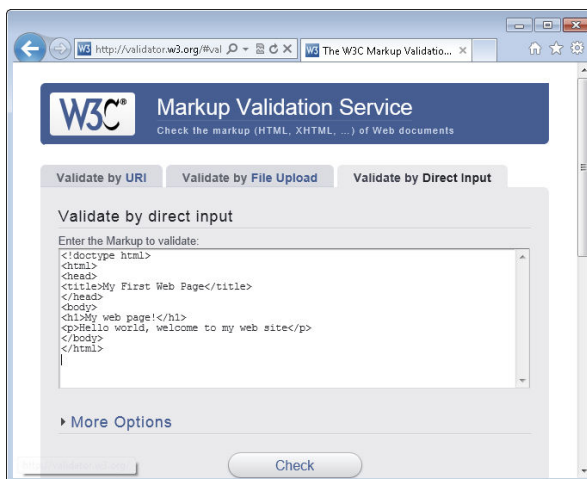 http://validator.w3.org/#val
The W3C Markup Validatio...
W3C®
Markup Validation Service
Check the markup (HTML, XHTML, …) of Web documents
Validate by URI
Validate by File Upload
Validate by Direct Input
Validate by direct input
Enter the Markup to validate:
<!doctype html>
<html>
<head>
<title>My First Web Page</title>
</head>
<body>
<h1>My web page!</h1>
<p>Hello world, welcome to my web site</p>
</body>
</html>
More Options
Check